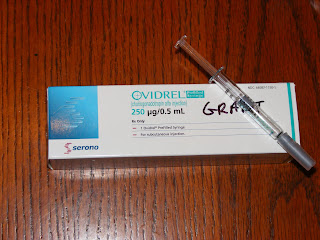 OVIDREL
(choriogonadotropin alfa injection)
250 µg/0.5 mL
Rx Only
1 Ovidrel Prefilled Syringe
For subcutaneous injection
serono